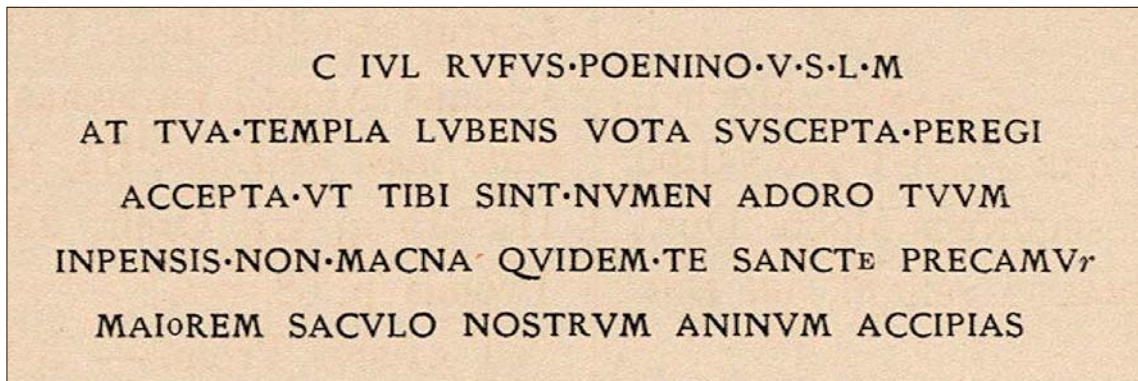 C IVL RVFVS·POENINO·V·S·L·M
AT TVA·TEMPLA LVBENS VOTA SVSCEPTA·PEREGI
ACCEPTA·VT TIBI SINT·NVMEN ADORO TVVM
INPENSIS·NON·MACNA QVIDEM·TE SANCTE PRECAMVr
MAIoREM SACVLO NOSTRVM ANINVM ACCIPIAS